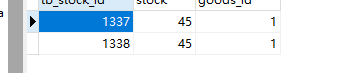 tb_stock_id stock goods_id
1337 45 1
1338 45 1